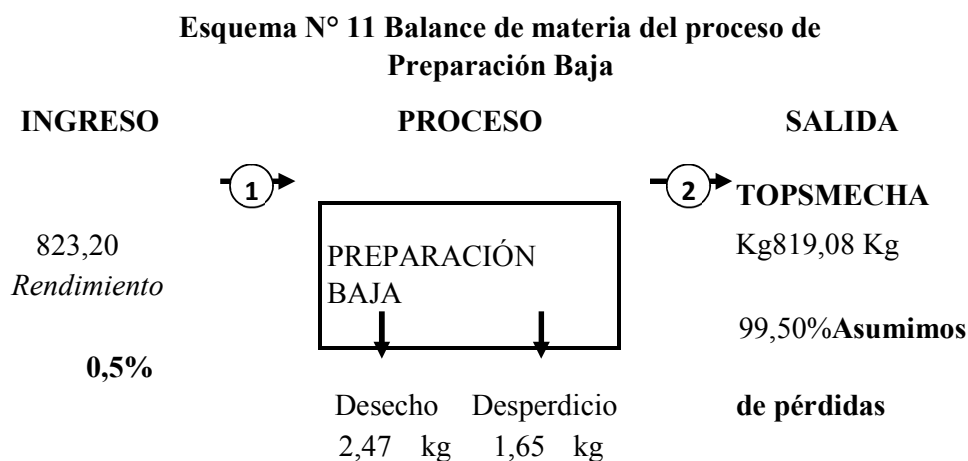 Esquema N° 11 Balance de materia del proceso de
Preparación Baja
INGRESO PROCESO SALIDA
1 2
TOPSMECHA
823,20
Kg819,08 Kg
PREPARACIÓN
BAJA
Rendimiento
99,50%Asumimos
0,5%
Desecho Desperdicio
de pérdidas
2,47 kg 1,65 kg